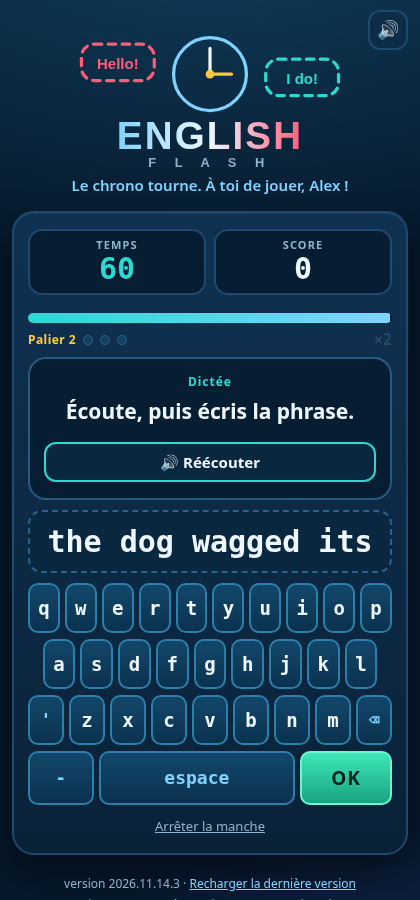 🔊
Hello!
I do!
ENGLISH
FLASH
Le chrono tourne. À toi de jouer, Alex !
TEMPS SCORE
60 0
Palier 2 ×2
Dictée
Écoute, puis écris la phrase.
🔊 Réécouter
the dog wagged its
q w e r t y u i o p
a s d f g h j k l
' z x c v b n m ⌫
- espace OK
Arrêter la manche
version 2026.11.14.3 · Recharger la dernière version